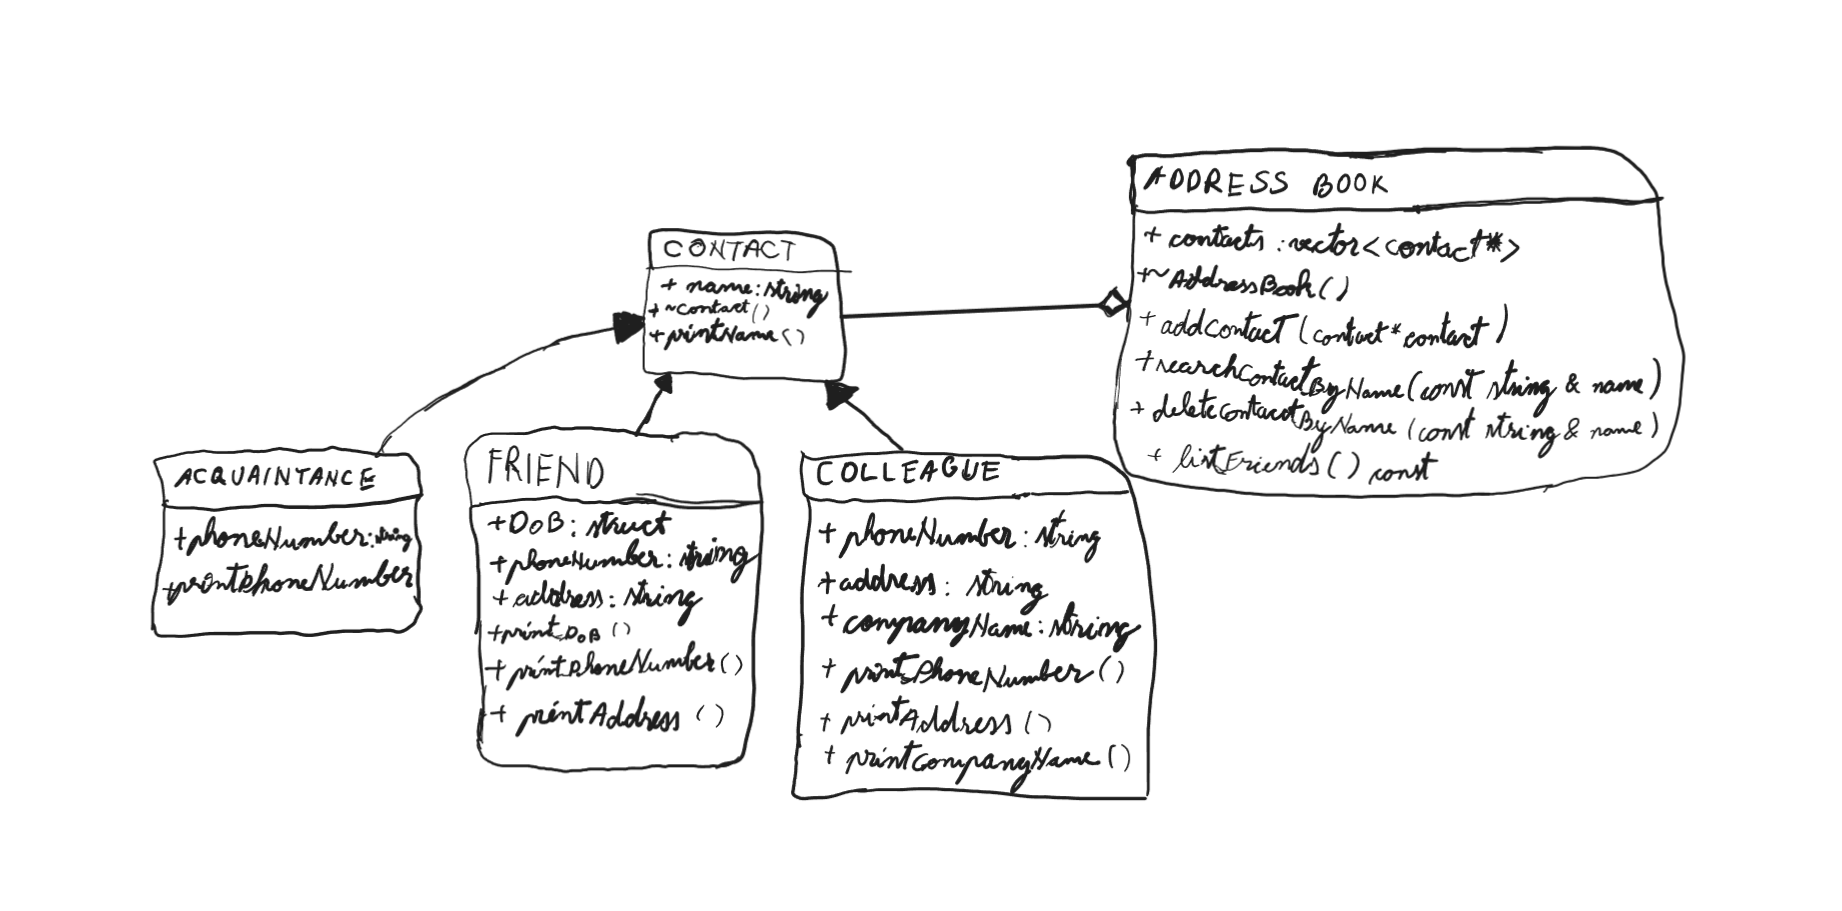 CONTACT
+ name: string
+ ~contact()
+ printName()
ADDRESS BOOK
+ contacts: vector<contact*>
+~AddressBook()
+ addContact(contact* contact)
+searchContactByName(const string & name)
+ deleteContactByName(const string & name)
+ listFriends() const
ACQUAINTANCE
+phoneNumber: string
+printPhoneNumber
FRIEND
+DoB: struct
+phoneNumber: string
+ address: string
+print DoB ()
+ printPhoneNumber()
+ printAddress ()
COLLEAGUE
+ phoneNumber: string
+address: string
+ companyName: string
+ printPhoneNumber()
+ printAddress()
+ printcompanyName()